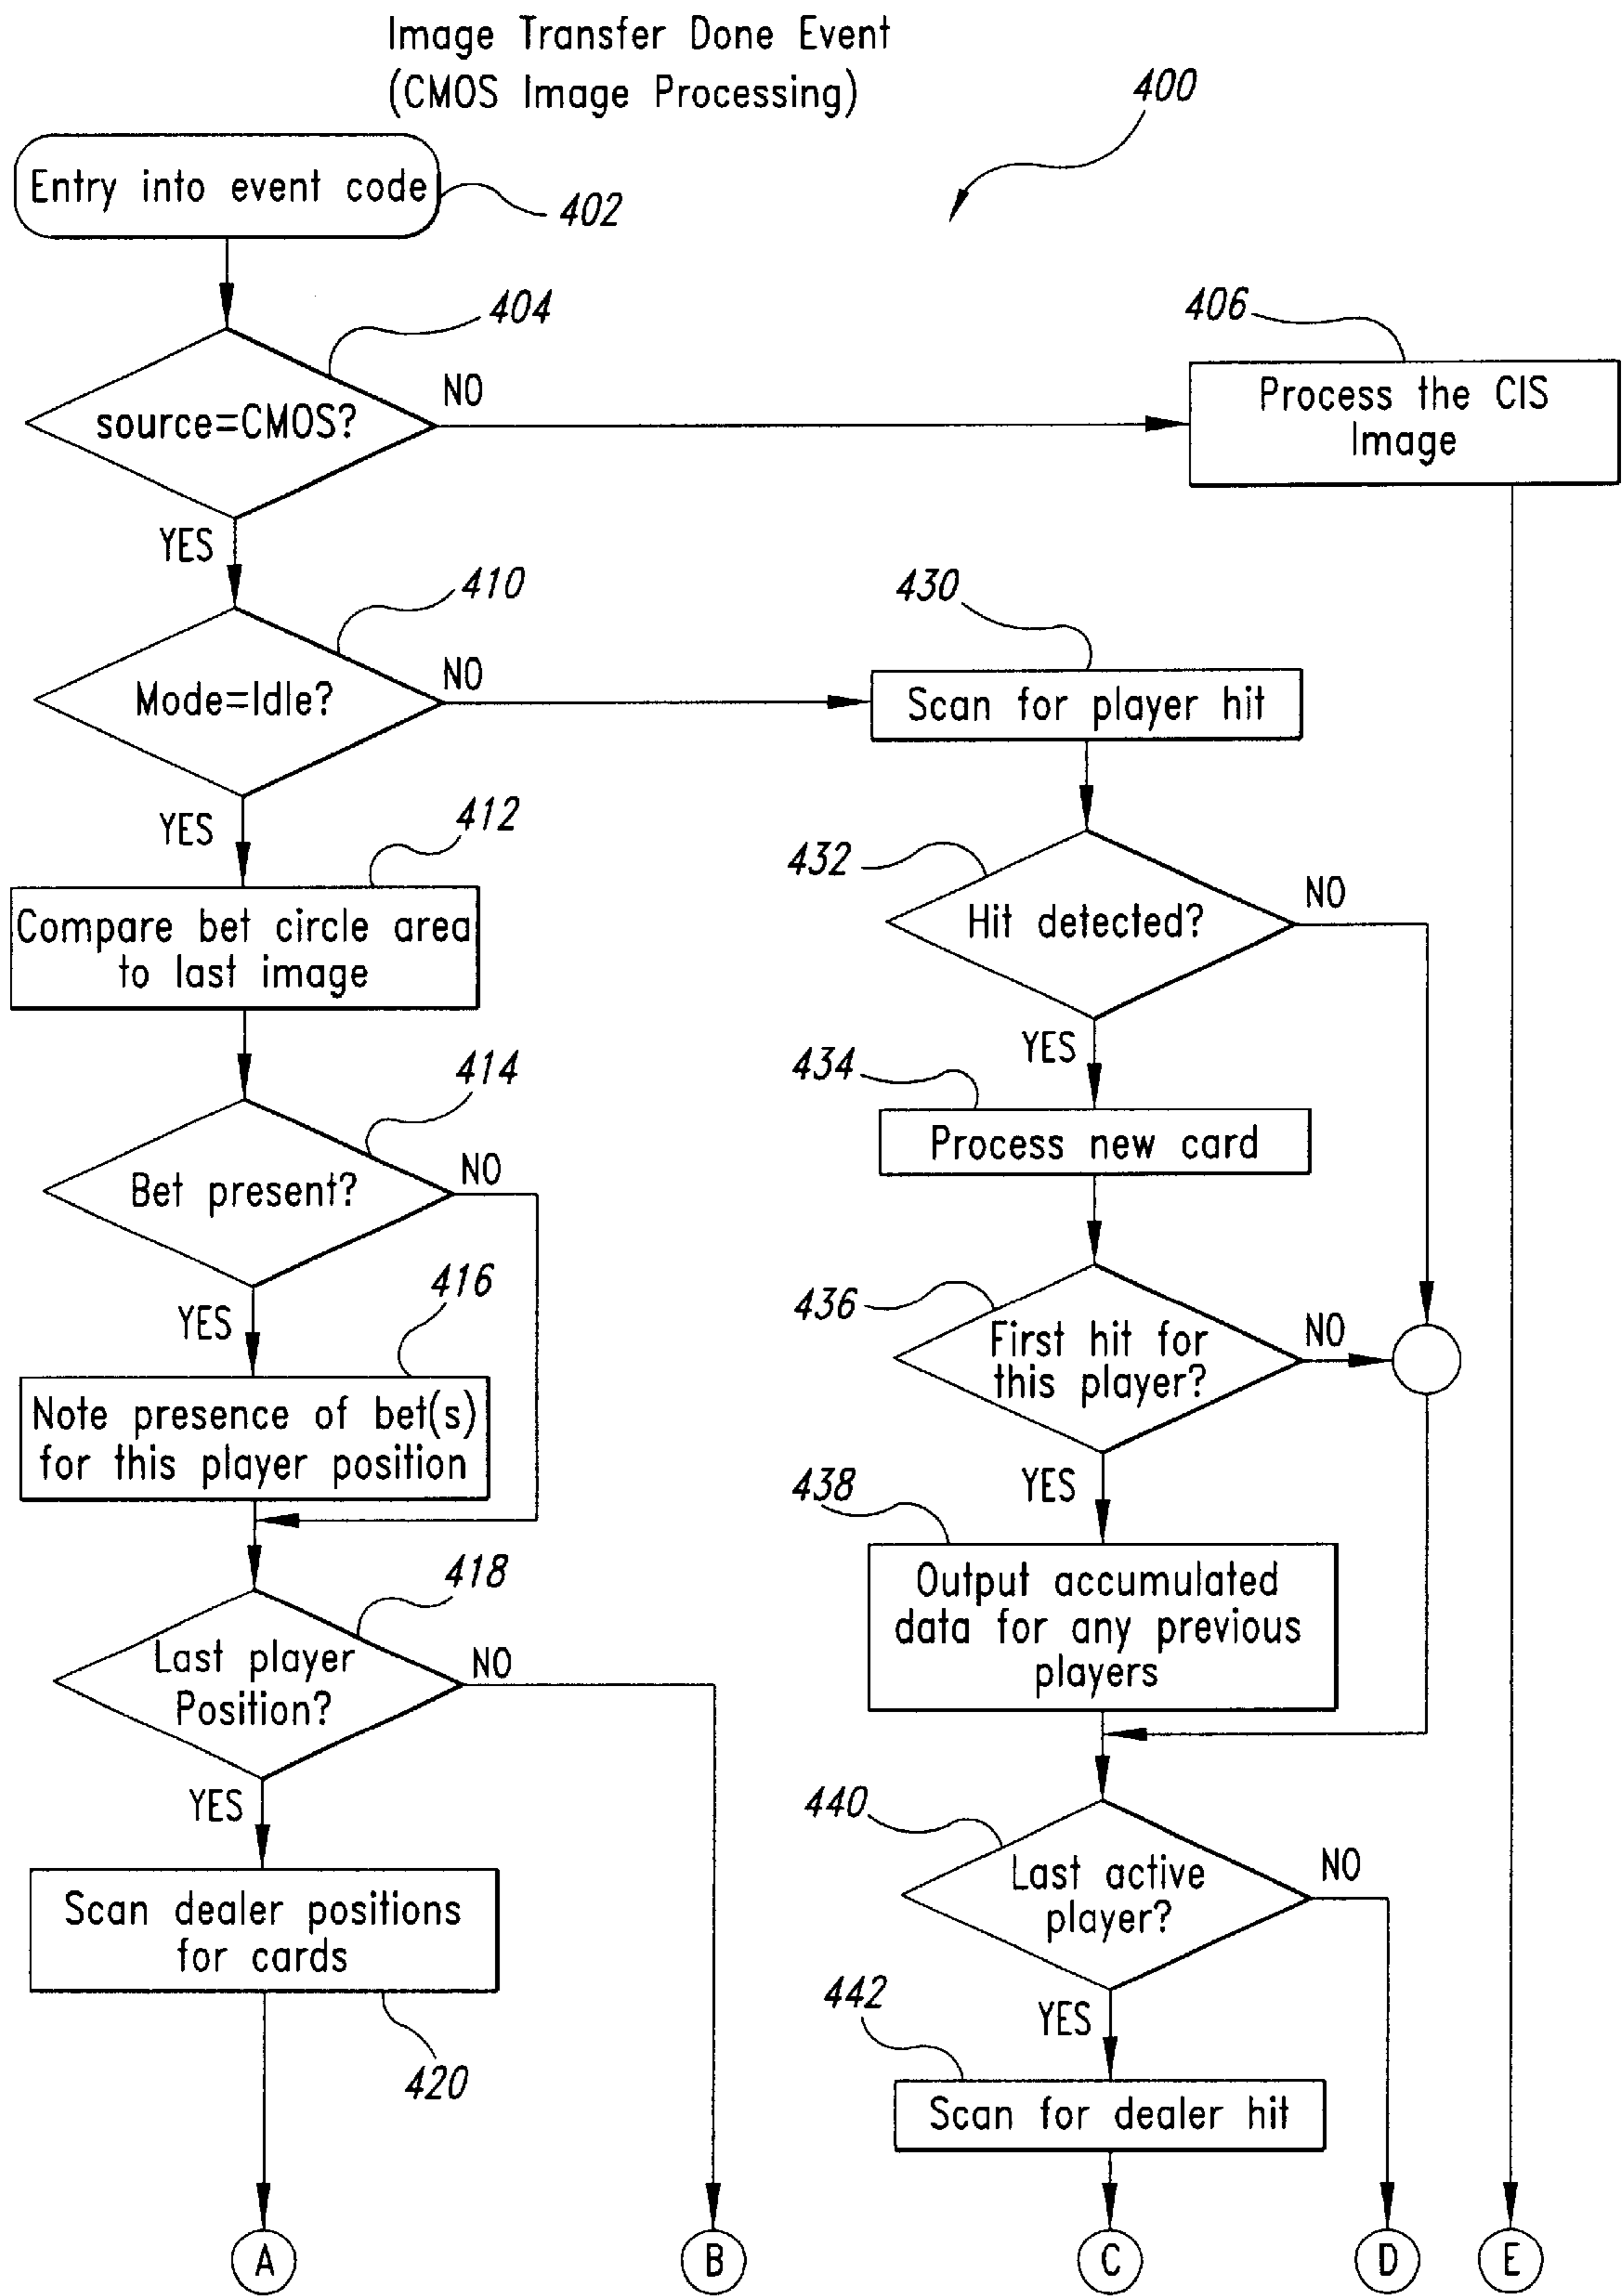 Image Transfer Done Event
(CMOS Image Processing)
400
Entry into event code
402
404
source=CMOS?
NO
YES
406
Process the CIS
Image
410
Mode=Idle?
NO
YES
412
Compare bet circle area
to last image
414
Bet present?
NO
YES
416
Note presence of bet(s)
for this player position
418
Last player
Position?
NO
YES
Scan dealer positions
for cards
420
430
Scan for player hit
432
Hit detected?
NO
YES
434
Process new card
436
First hit for
this player?
NO
YES
438
Output accumulated
data for any previous
players
440
Last active
player?
NO
YES
442
Scan for dealer hit
A
B
C
D
E